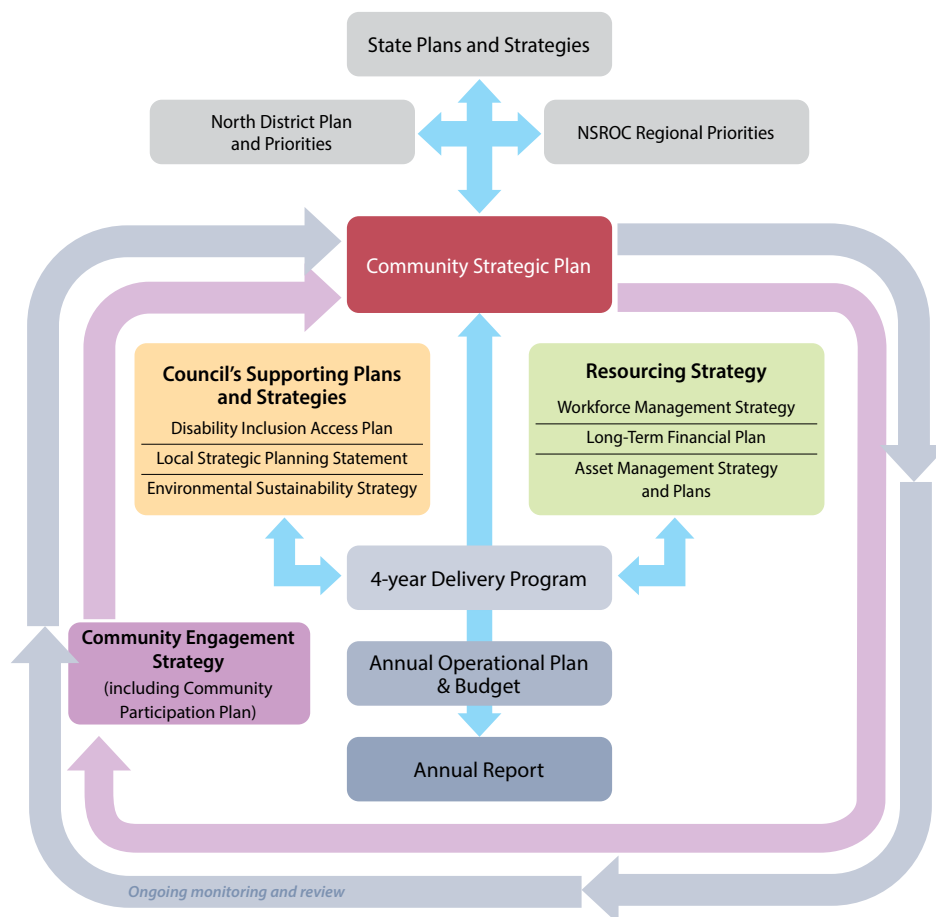 State Plans and Strategies
North District Plan
and Priorities
NSROC Regional Priorities
Community Strategic Plan
Council’s Supporting Plans
and Strategies
Disability Inclusion Access Plan
Local Strategic Planning Statement
Environmental Sustainability Strategy
Resourcing Strategy
Workforce Management Strategy
Long-Term Financial Plan
Asset Management Strategy
and Plans
4-year Delivery Program
Community Engagement
Strategy
(including Community
Participation Plan)
Annual Operational Plan
& Budget
Annual Report
Ongoing monitoring and review